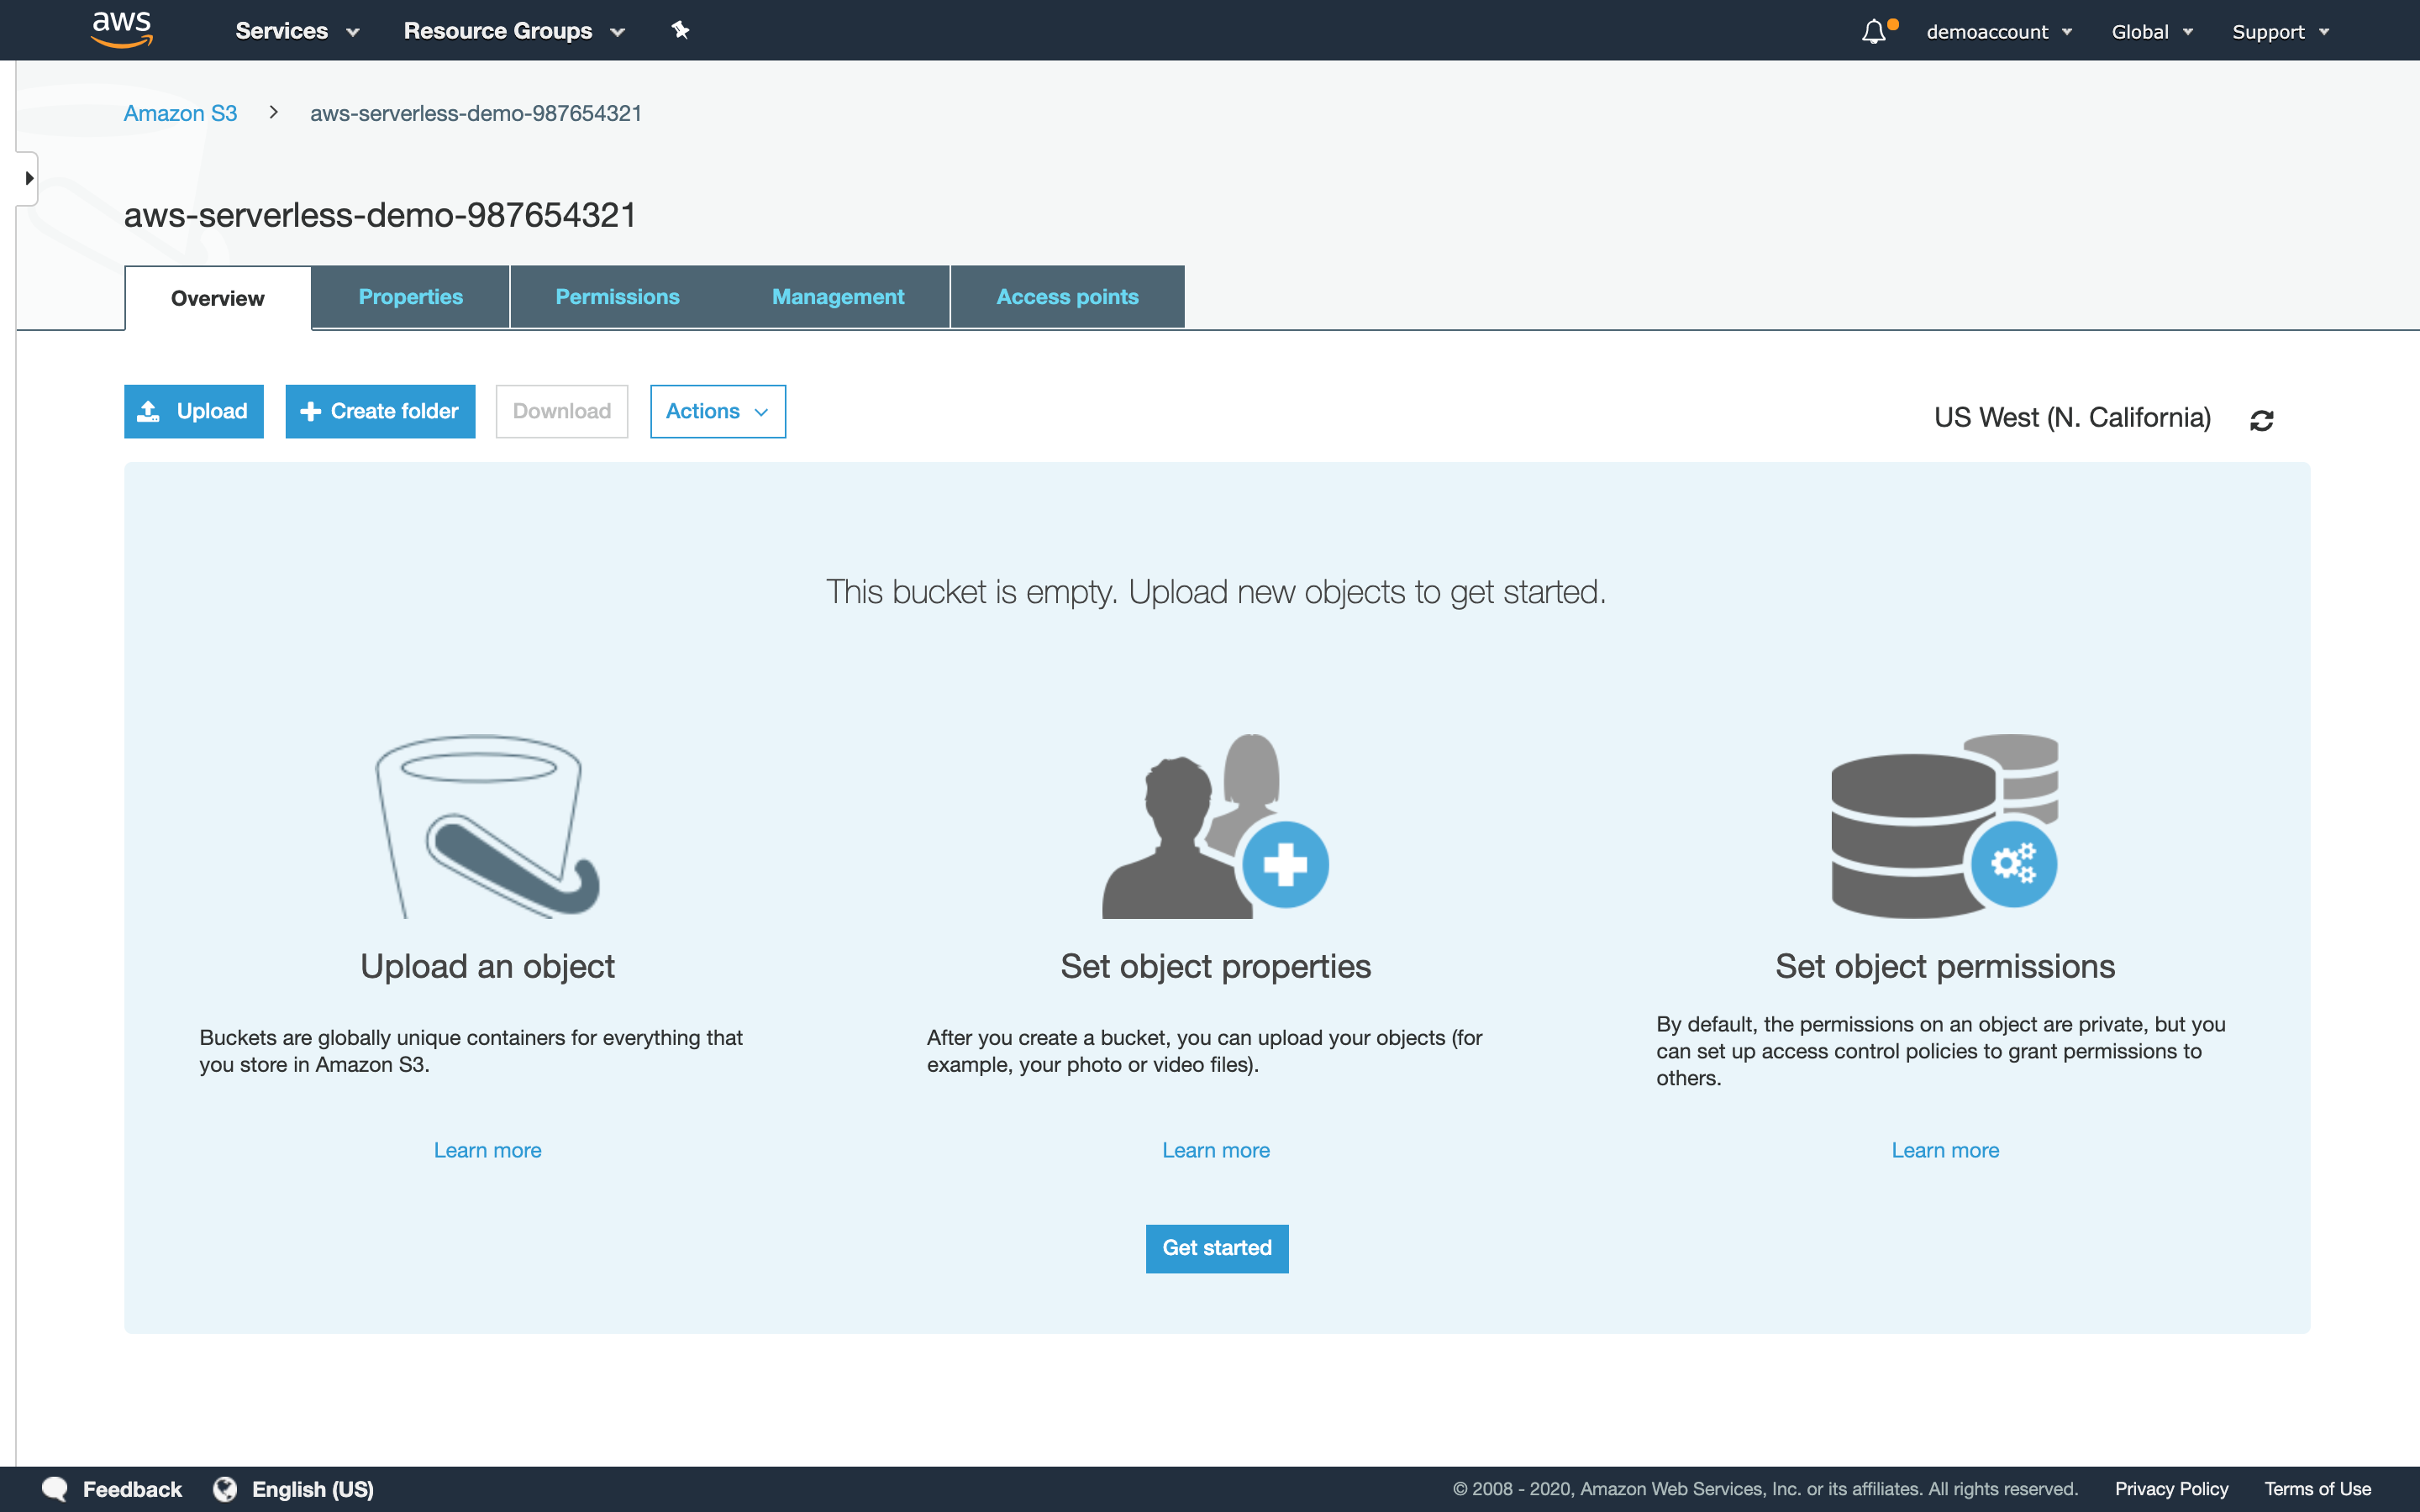 aws Services Resource Groups demoaccount Global Support
Amazon S3 > aws-serverless-demo-987654321
aws-serverless-demo-987654321
Overview Properties Permissions Management Access points
Upload Create folder Download Actions US West (N. California)
This bucket is empty. Upload new objects to get started.
Upload an object
Buckets are globally unique containers for everything that
you store in Amazon S3.
Learn more
Set object properties
After you create a bucket, you can upload your objects (for
example, your photo or video files).
Learn more
Set object permissions
By default, the permissions on an object are private, but you
can set up access control policies to grant permissions to
others.
Learn more
Get started
Feedback English (US) © 2008 - 2020, Amazon Web Services, Inc. or its affiliates. All rights reserved. Privacy Policy Terms of Use